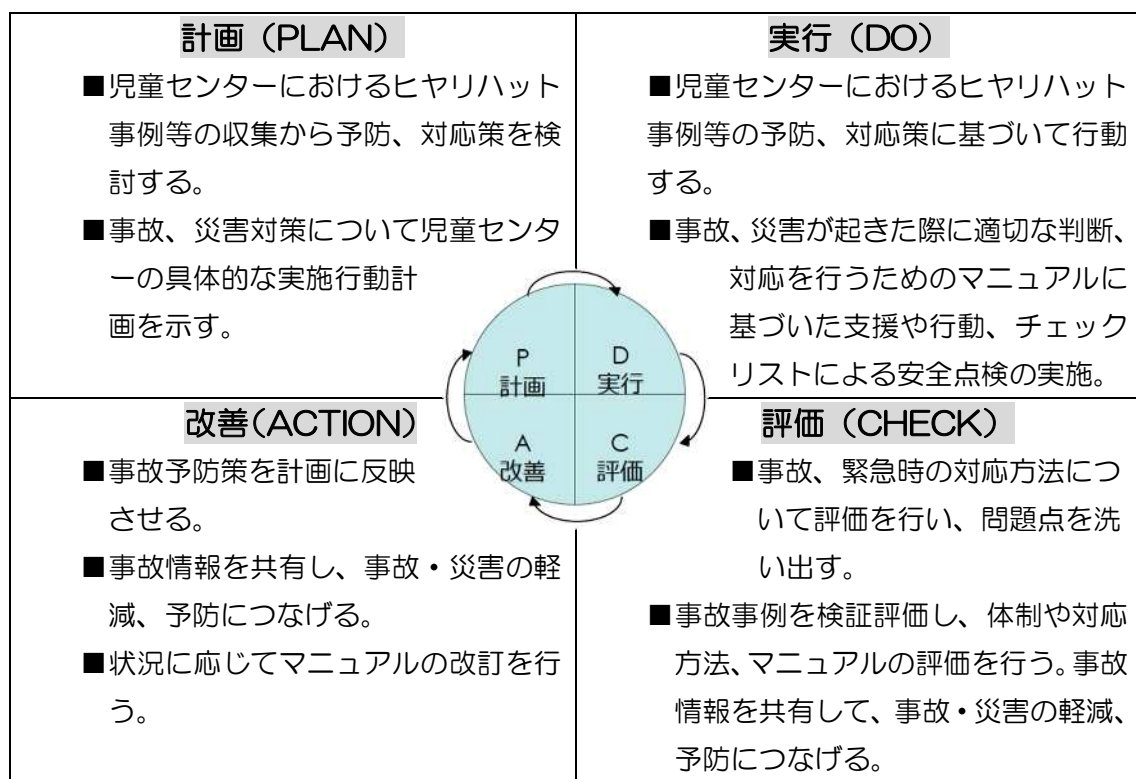 計画（PLAN）
■児童センターにおけるヒヤリハット
事例等の収集から予防、対応策を検
討する。
■事故、災害対策について児童センタ
ーの具体的な実施行動計
画を示す。
実行（DO）
■児童センターにおけるヒヤリハット
事例等の予防、対応策に基づいて行動
する。
■事故、災害が起きた際に適切な判断、
対応を行うためのマニュアルに
基づいた支援や行動、チェック
リストによる安全点検の実施。
P
計画
D
実行
A
改善
C
評価
改善(ACTION)
■事故予防策を計画に反映
させる。
■事故情報を共有し、事故・災害の軽
減、予防につなげる。
■状況に応じてマニュアルの改訂を行
う。
評価（CHECK）
■事故、緊急時の対応方法につ
いて評価を行い、問題点を洗
い出す。
■事故事例を検証評価し、体制や対応
方法、マニュアルの評価を行う。事故
情報を共有して、事故・災害の軽減、
予防につなげる。